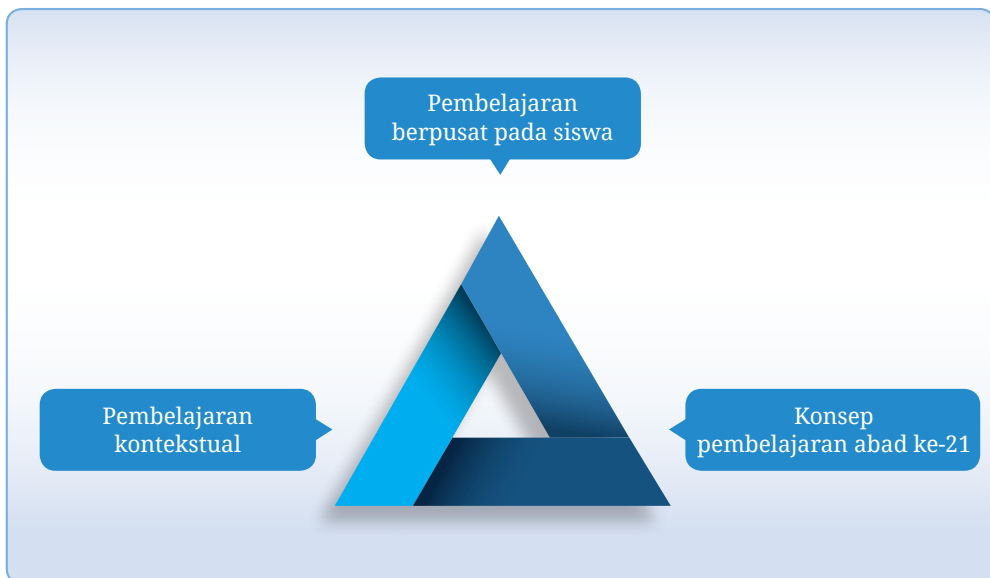 Pembelajaran
berpusat pada siswa
Pembelajaran
kontekstual
Konsep
pembelajaran abad ke-21